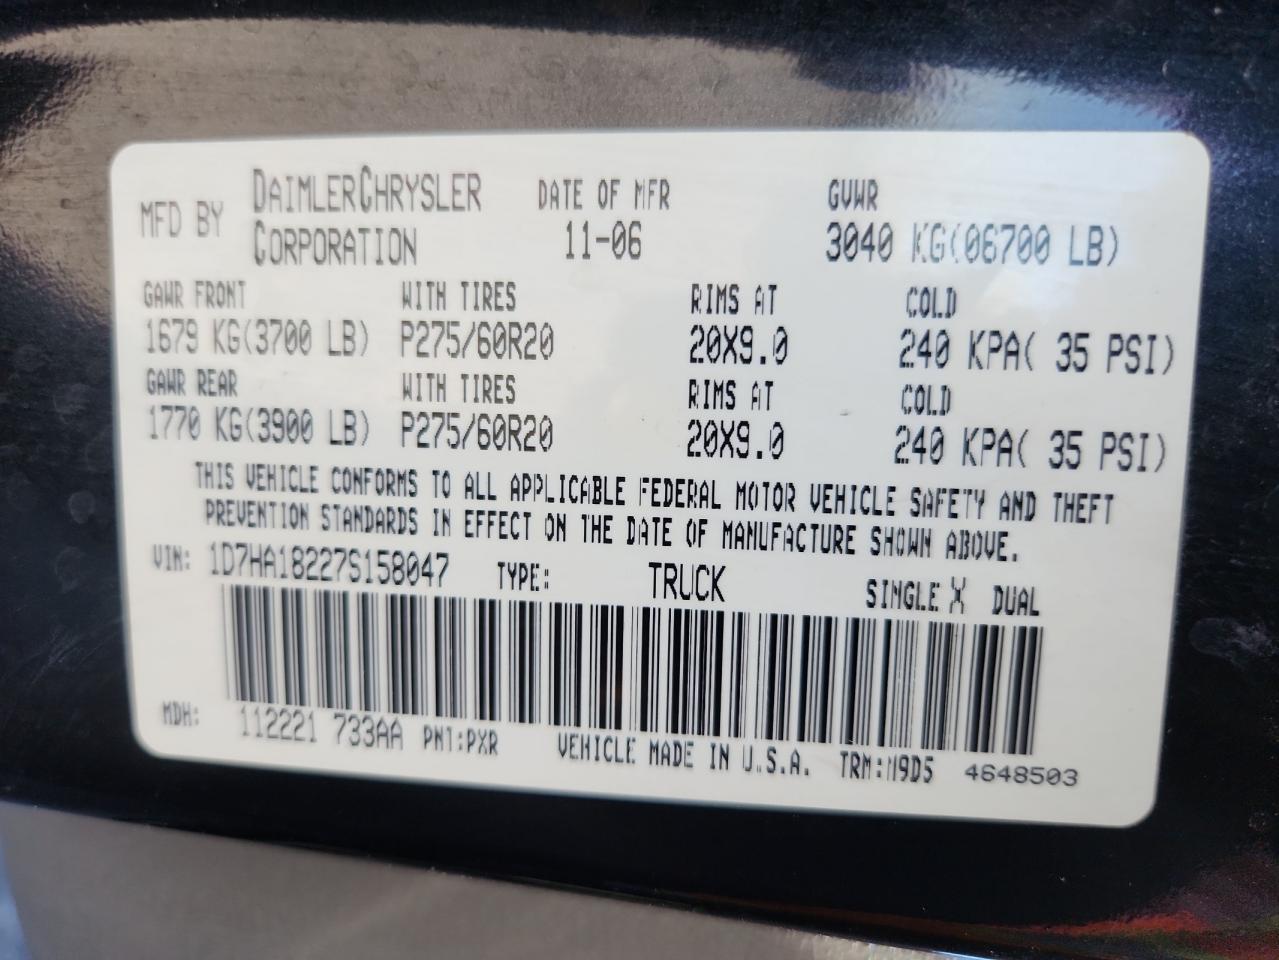 MFD BY DAIMLERCHRYSLER CORPORATION DATE OF MFR 11-06 GVWR 3040 KG(06700 LB)
GAWR FRONT WITH TIRES RIMS AT COLD
1679 KG(3700 LB) P275/60R20 20X9.0 240 KPA( 35 PSI)
GAWR REAR WITH TIRES RIMS AT COLD
1770 KG(3900 LB) P275/60R20 20X9.0 240 KPA( 35 PSI)
THIS VEHICLE CONFORMS TO ALL APPLICABLE FEDERAL MOTOR VEHICLE SAFETY AND THEFT
PREVENTION STANDARDS IN EFFECT ON THE DATE OF MANUFACTURE SHOWN ABOVE.
VIN: 1D7HA18227S158047 TYPE: TRUCK SINGLE X DUAL
MDH: 112221 733AA PNT:PXR VEHICLE MADE IN U.S.A. TRM:M9D5 4648503